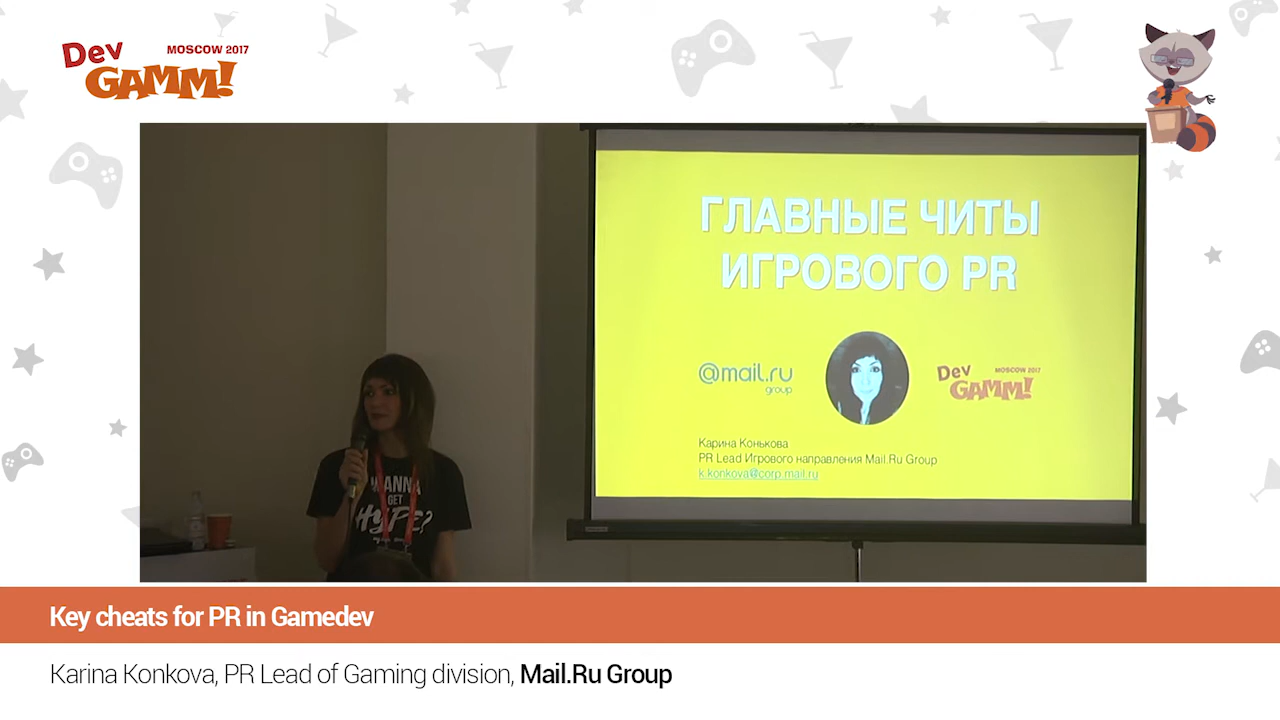 Dev
GAMM!
MOSCOW 2017
ГЛАВНЫЕ ЧИТЫ
ИГРОВОГО PR
@mail.ru
group
Dev
GAMM!
MOSCOW 2017
Карина Конькова
PR Lead Игрового направления Mail.Ru Group
k.konkova@corp.mail.ru
WANNA
GET
HYPE?
Key cheats for PR in Gamedev
Karina Konkova, PR Lead of Gaming division, Mail.Ru Group